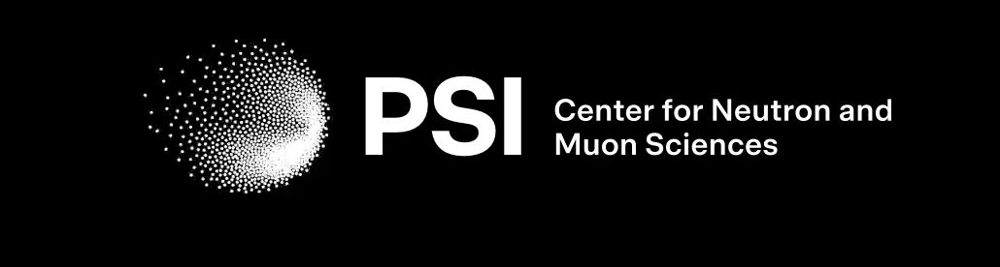 PSI
Center for Neutron and
Muon Sciences